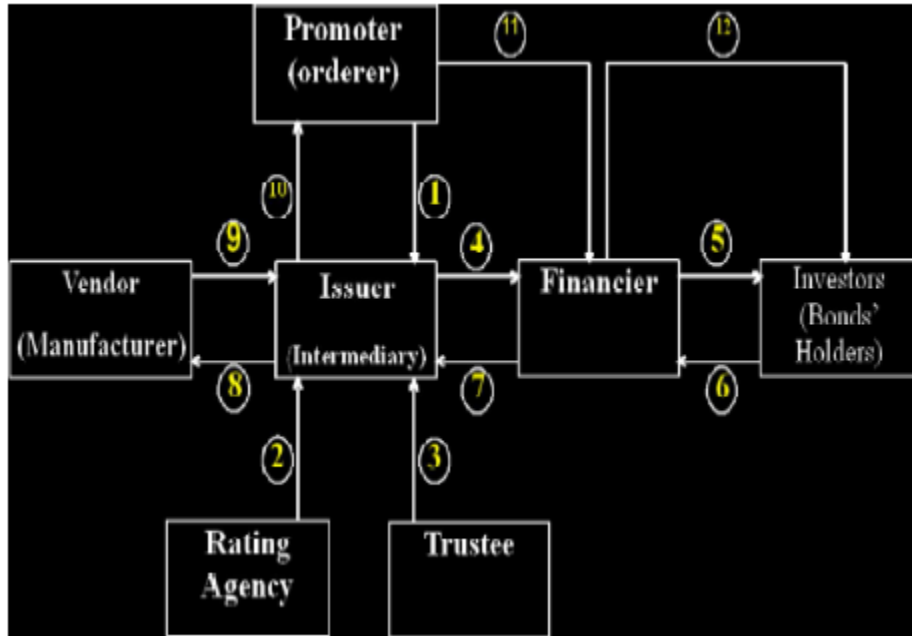 Promoter
(orderer)
11
12
10
1
9
4
5
Vendor
(Manufacturer)
Issuer
(Intermediary)
Financier
Investors
(Bonds'
Holders)
8
7
6
2
3
Rating
Agency
Trustee